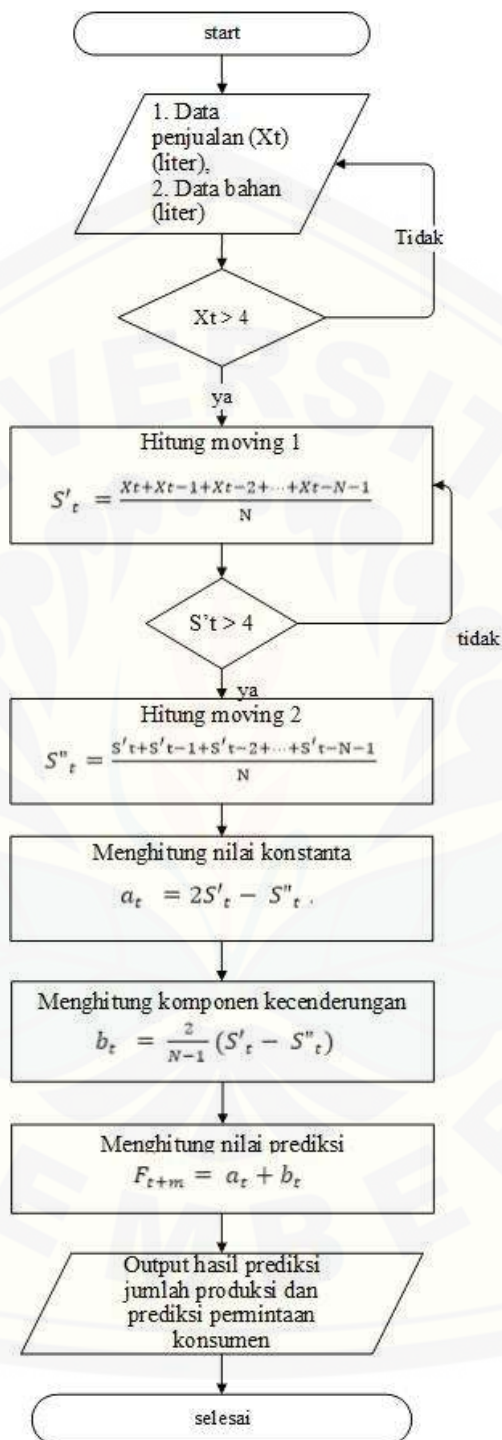 start
1. Data
penjualan (Xt)
(liter),
2. Data bahan
(liter)
Tidak
Xt > 4
ya
Hitung moving 1
S'ₜ = (Xt+Xt−1+Xt−2+⋯+Xt−N−1)/N
S't > 4
tidak
ya
Hitung moving 2
S"ₜ = (S't+S't−1+S't−2+⋯+S't−N−1)/N
Menghitung nilai konstanta
aₜ = 2S'ₜ − S"ₜ .
Menghitung komponen kecenderungan
bₜ = 2/(N−1) (S'ₜ − S"ₜ)
Menghitung nilai prediksi
Fₜ₊ₘ = aₜ + bₜ
Output hasil prediksi
jumlah produksi dan
prediksi permintaan
konsumen
selesai